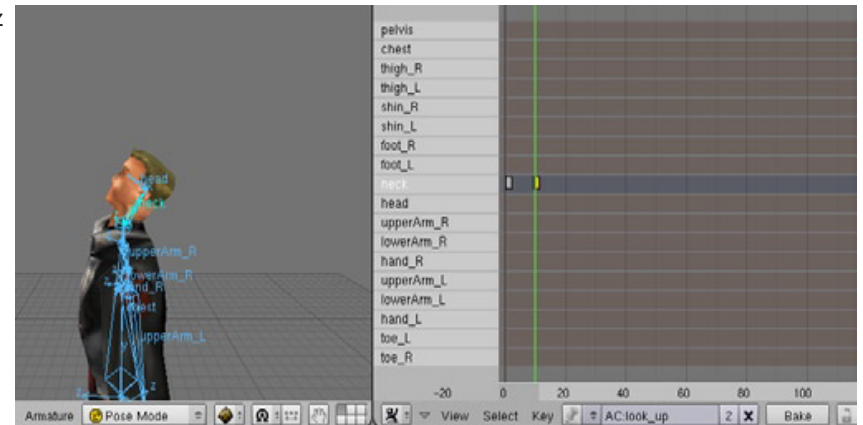 z
pelvis
chest
thigh_R
thigh_L
shin_R
shin_L
foot_R
foot_L
neck
head
upperArm_R
lowerArm_R
hand_R
upperArm_L
lowerArm_L
hand_L
toe_L
toe_R
head
neck
upperArm_R
lowerArm_R
hand_R
chest
upperArm_L
z z
-20 0 20 40 60 80 100
Armature Pose Mode
View Select Key AC:look_up 2 X Bake